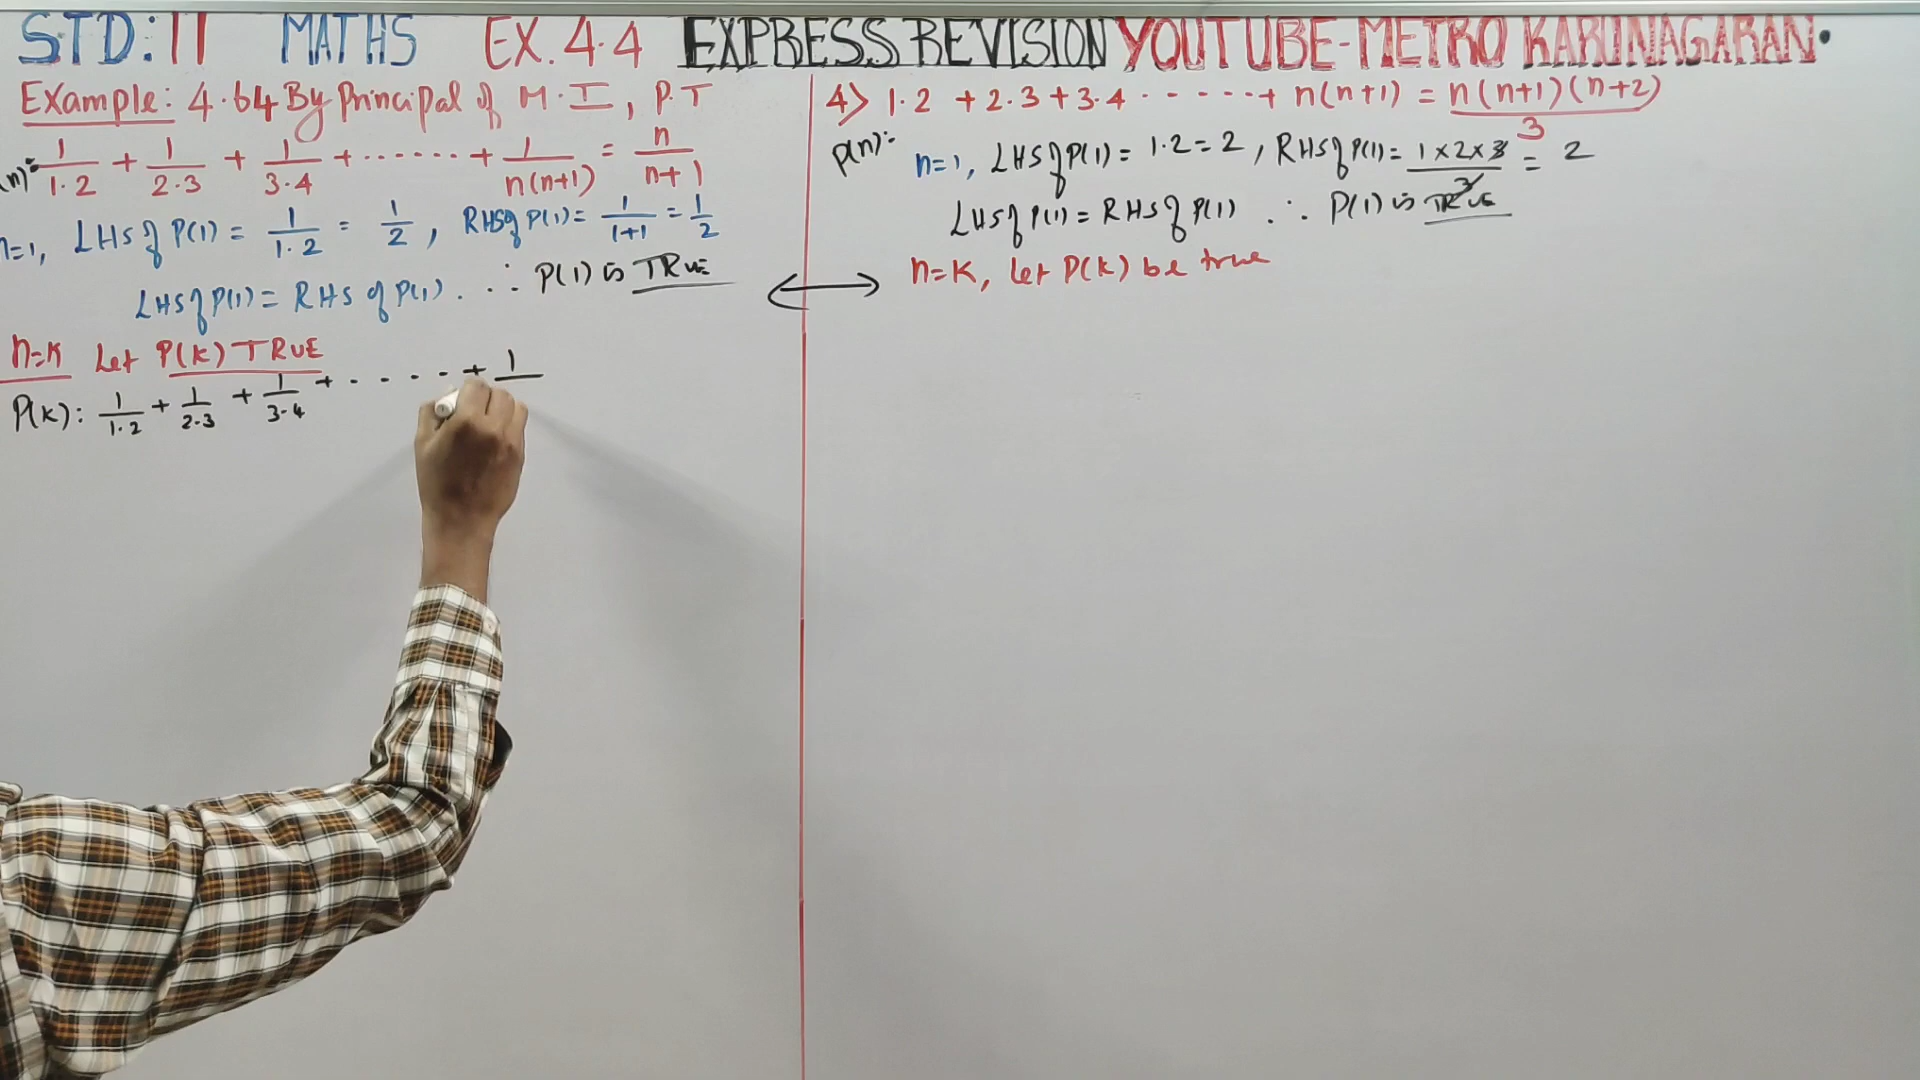 STD: 11 MATHS EX. 4.4 EXPRESS REVISION YOUTUBE-METRO KARUNAGARAN.
Example: 4.64 By Principal of M.I, P.T
(n): 1/1.2 + 1/2.3 + 1/3.4 + ...... + 1/n(n+1) = n/n+1
n=1, LHS of P(1) = 1/1.2 = 1/2, RHS of P(1) = 1/1+1 = 1/2
LHS of P(1) = RHS of P(1). ∴ P(1) is TRUE
n=k Let P(k) TRUE
P(k): 1/1.2 + 1/2.3 + 1/3.4 + ..... + 1/
4) 1.2 + 2.3 + 3.4 ...... + n(n+1) = n(n+1)(n+2)/3
P(n):
n=1, LHS of P(1) = 1.2 = 2, RHS of P(1) = 1×2×3/3 = 2
LHS of P(1) = RHS of P(1) ∴ P(1) is TRUE
n=k, let P(k) be true